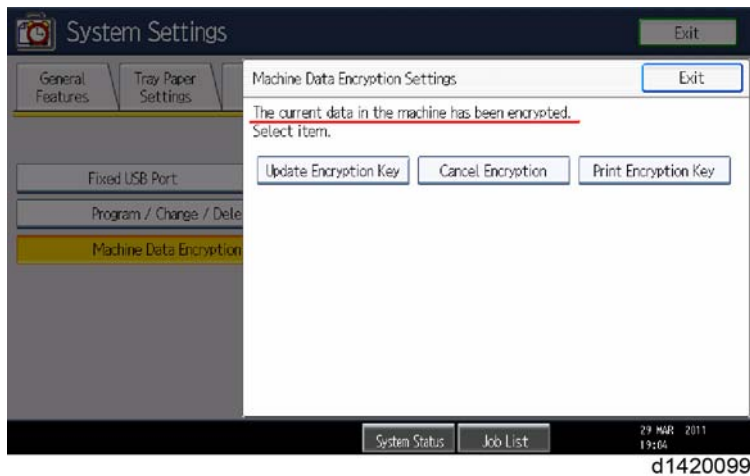 System Settings
Exit
General
Features
Tray Paper
Settings
Machine Data Encryption Settings
Exit
The current data in the machine has been encrypted.
Select item.
Update Encryption Key
Cancel Encryption
Print Encryption Key
Fixed USB Port
Program / Change / Dele
Machine Data Encryption
System Status
Job List
29 MAR 2011
19:04
d1420099